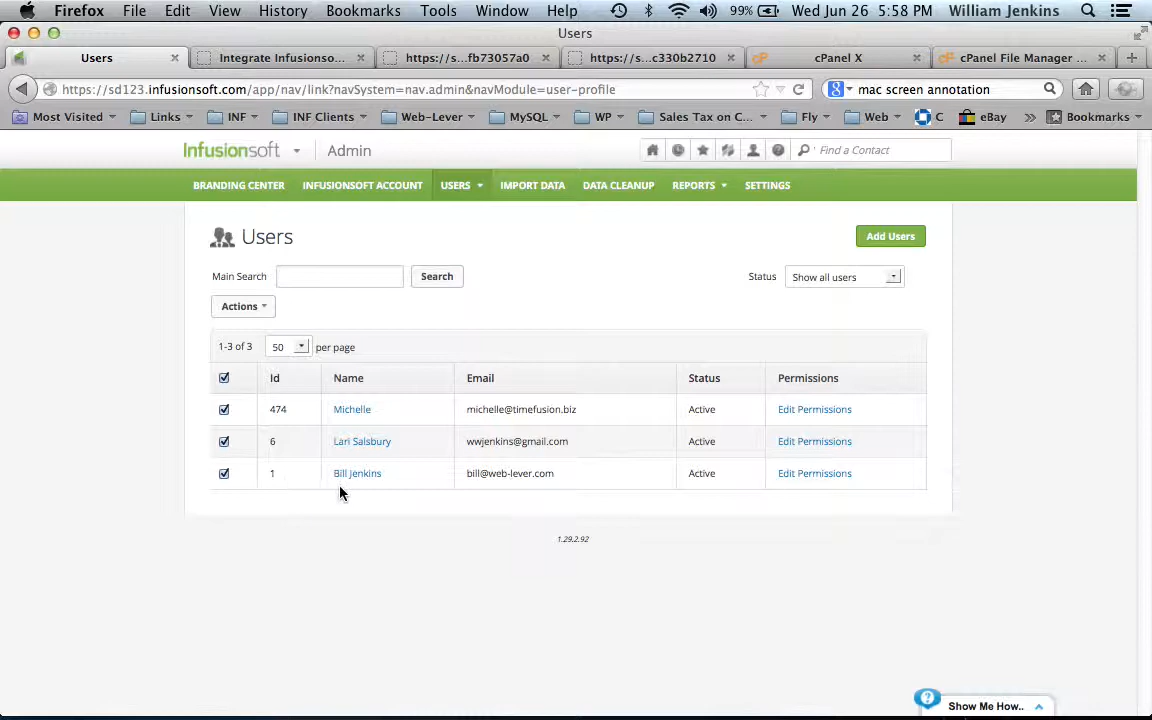 Firefox File Edit View History Bookmarks Tools Window Help 99% Wed Jun 26 5:58 PM William Jenkins
Users
Users Integrate Infusionso... https://s...fb73057a0 https://s...c330b2710 cPanel X cPanel File Manager ...
https://sd123.infusionsoft.com/app/nav/link?navSystem=nav.admin&navModule=user-profile mac screen annotation
Most Visited Links INF INF Clients Web-Lever MySQL WP Sales Tax on C... Fly Web C eBay » Bookmarks
Infusionsoft Admin Find a Contact
BRANDING CENTER INFUSIONSOFT ACCOUNT USERS IMPORT DATA DATA CLEANUP REPORTS SETTINGS
Users Add Users
Main Search Search Status Show all users
Actions
1-3 of 3 50 per page
Id Name Email Status Permissions
474 Michelle michelle@timefusion.biz Active Edit Permissions
6 Lari Salsbury wwjenkins@gmail.com Active Edit Permissions
1 Bill Jenkins bill@web-lever.com Active Edit Permissions
1.29.2.92
Show Me How..